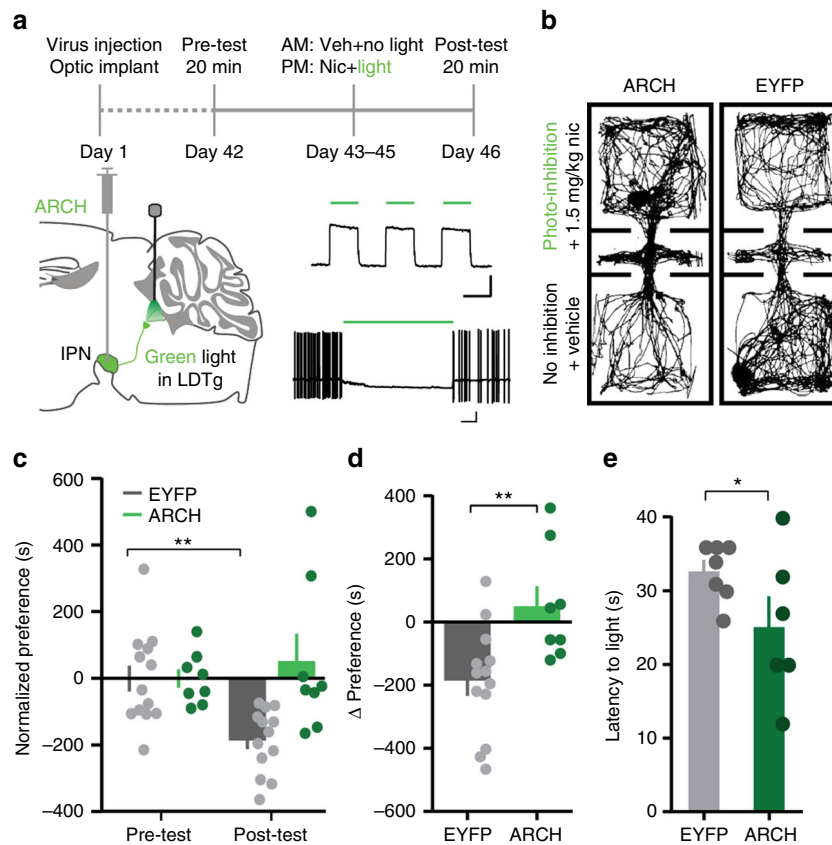 a
Virus injection
Optic implant
Pre-test
20 min
AM: Veh+no light
PM: Nic+light
Post-test
20 min
Day 1
Day 42
Day 43–45
Day 46
ARCH
IPN
Green light
in LDTg
b
ARCH
EYFP
Photo-inhibition
+ 1.5 mg/kg nic
No inhibition
+ vehicle
c
Normalized preference (s)
600
400
200
0
−200
−400
EYFP
ARCH
**
Pre-test
Post-test
d
Δ Preference (s)
400
200
0
−200
−400
−600
**
EYFP
ARCH
e
Latency to light (s)
40
30
20
10
0
*
EYFP
ARCH